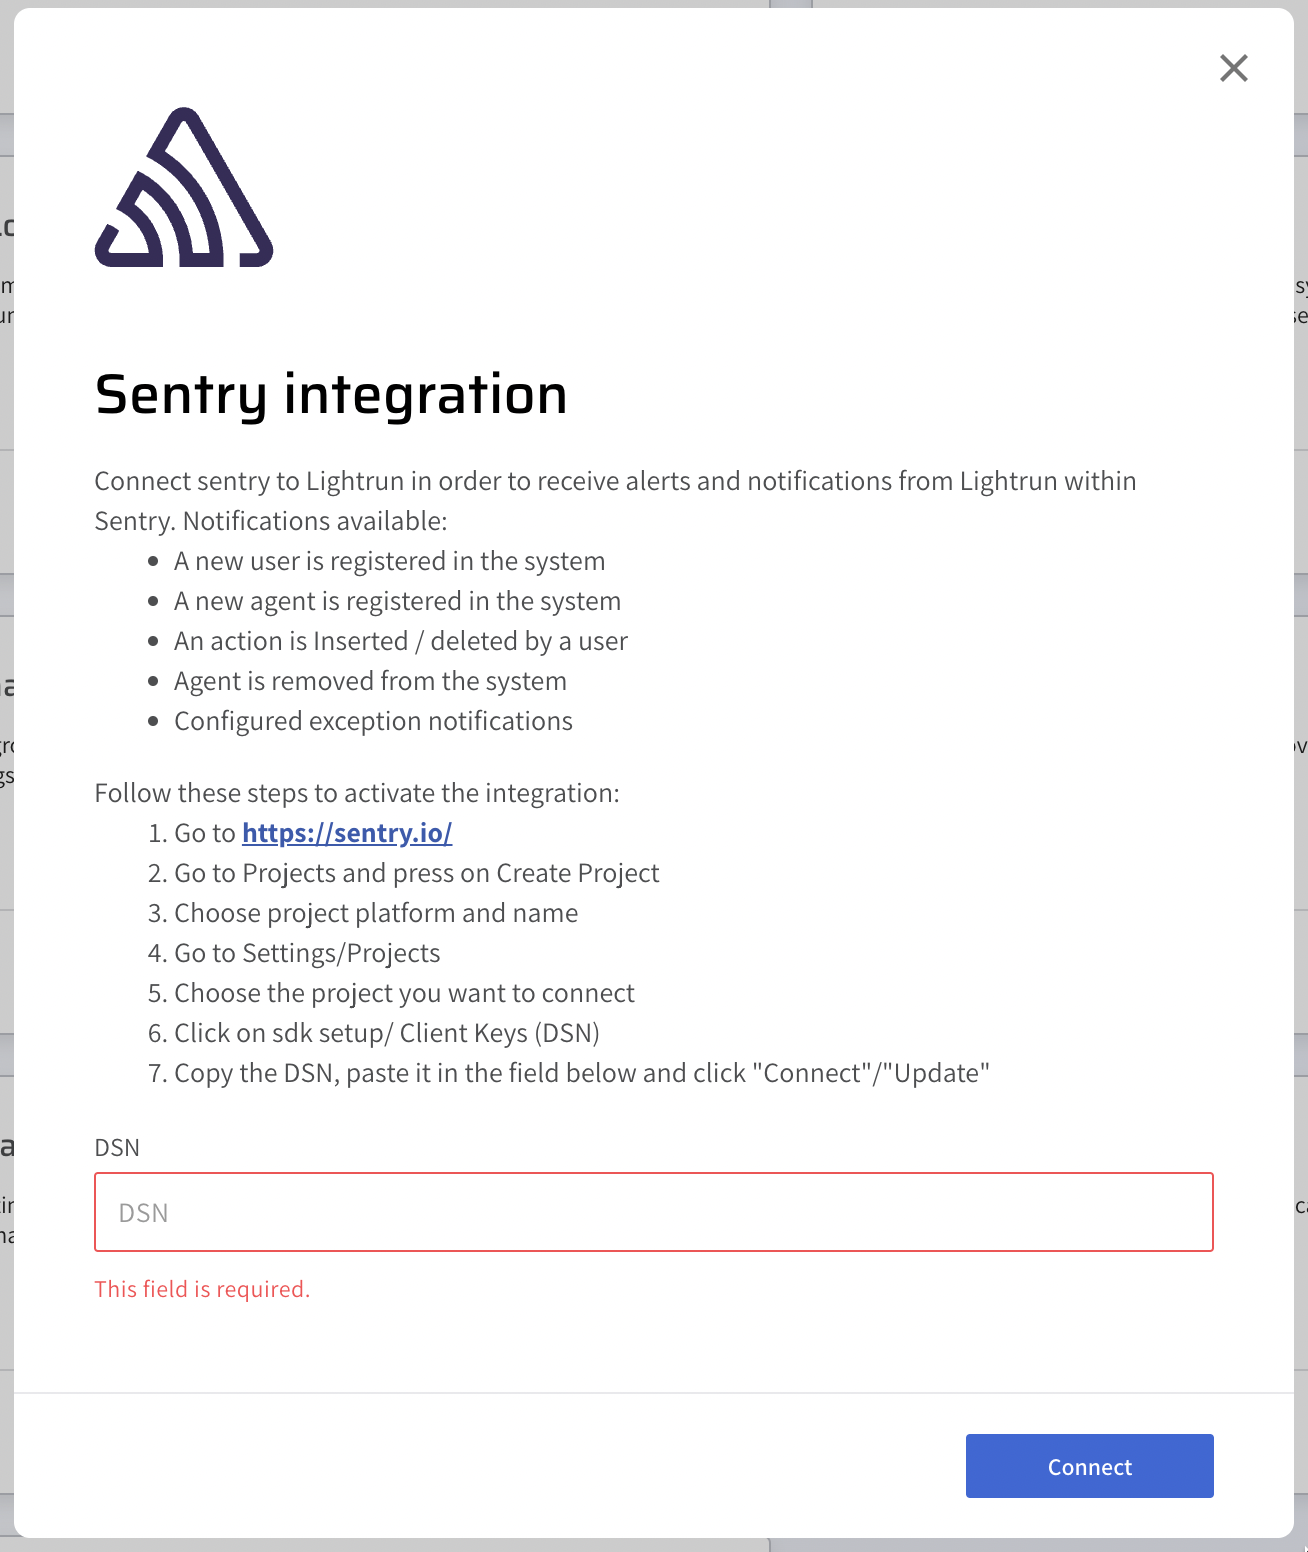 Sentry integration
Connect sentry to Lightrun in order to receive alerts and notifications from Lightrun within
Sentry. Notifications available:
• A new user is registered in the system
• A new agent is registered in the system
• An action is Inserted / deleted by a user
• Agent is removed from the system
• Configured exception notifications
Follow these steps to activate the integration:
1. Go to https://sentry.io/
2. Go to Projects and press on Create Project
3. Choose project platform and name
4. Go to Settings/Projects
5. Choose the project you want to connect
6. Click on sdk setup/ Client Keys (DSN)
7. Copy the DSN, paste it in the field below and click "Connect"/"Update"
DSN
DSN
This field is required.
Connect